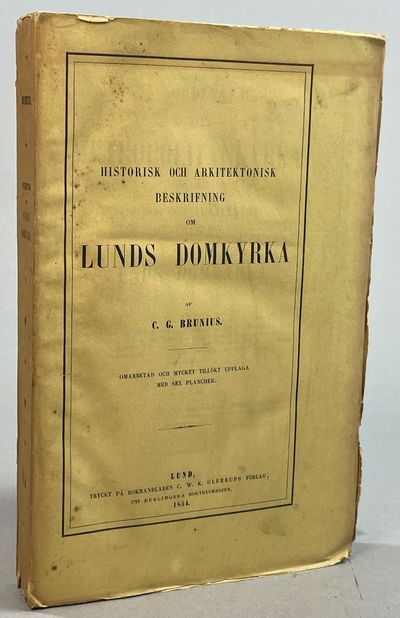 HISTORISK OCH ARKITEKTONISK
BESKRIFNING
OM
LUNDS DOMKYRKA
AF
C. G. BRUNIUS.
OMARBETAD OCH MYCKET TILLÖKT UPPLAGA
MED SEX PLANCHER.
LUND,
TRYCKT PÅ BOKHANDLAREN C. W. K. GLEERUPS FÖRLAG,
UTI BERLINGSKA BOKTRYCKERIET,
1854.